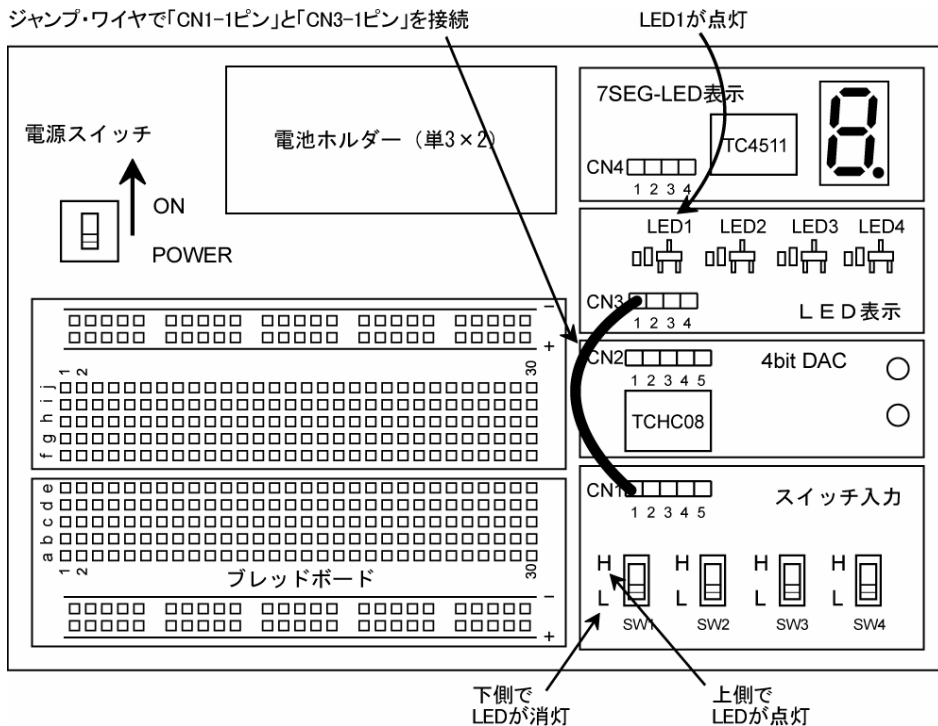 ジャンプ・ワイヤで「CN1-1ピン」と「CN3-1ピン」を接続
LED1が点灯
電源スイッチ
ON
POWER
電池ホルダー（単3×2）
7SEG-LED表示
TC4511
CN4
1 2 3 4
LED1 LED2 LED3 LED4
CN3
1 2 3 4
ＬＥＤ表示
CN2
1 2 3 4 5
4bit DAC
TCHC08
CN1
1 2 3 4 5
スイッチ入力
H H H H
L L L L
SW1 SW2 SW3 SW4
−
+
1 2 30
j
i
h
g
f
e
d
c
b
a
1 2 30
ブレッドボード
−
+
下側で
LEDが消灯
上側で
LEDが点灯